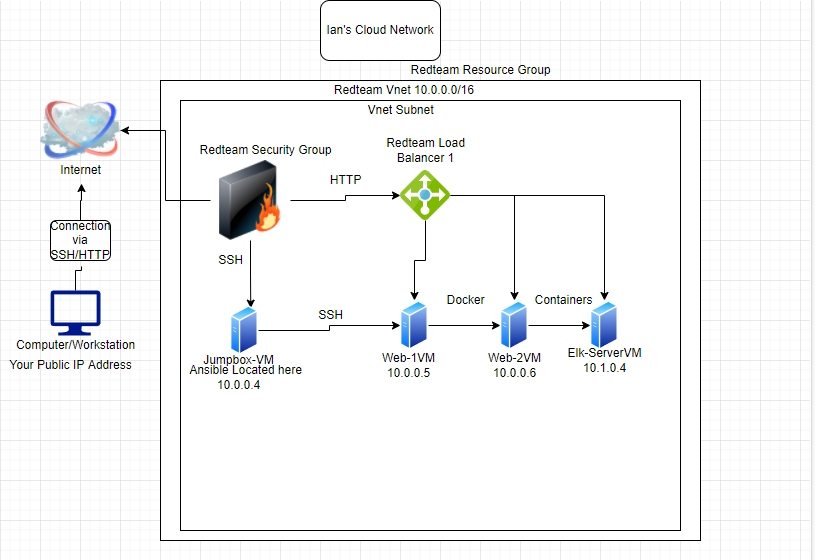 Ian's Cloud Network
Redteam Resource Group
Redteam Vnet 10.0.0.0/16
Vnet Subnet
Redteam Security Group
Redteam Load
Balancer 1
Internet
HTTP
Connection
via
SSH/HTTP
SSH
Computer/Workstation
Your Public IP Address
Jumpbox-VM
Ansible Located here
10.0.0.4
SSH
Web-1VM
10.0.0.5
Docker
Web-2VM
10.0.0.6
Containers
Elk-ServerVM
10.1.0.4